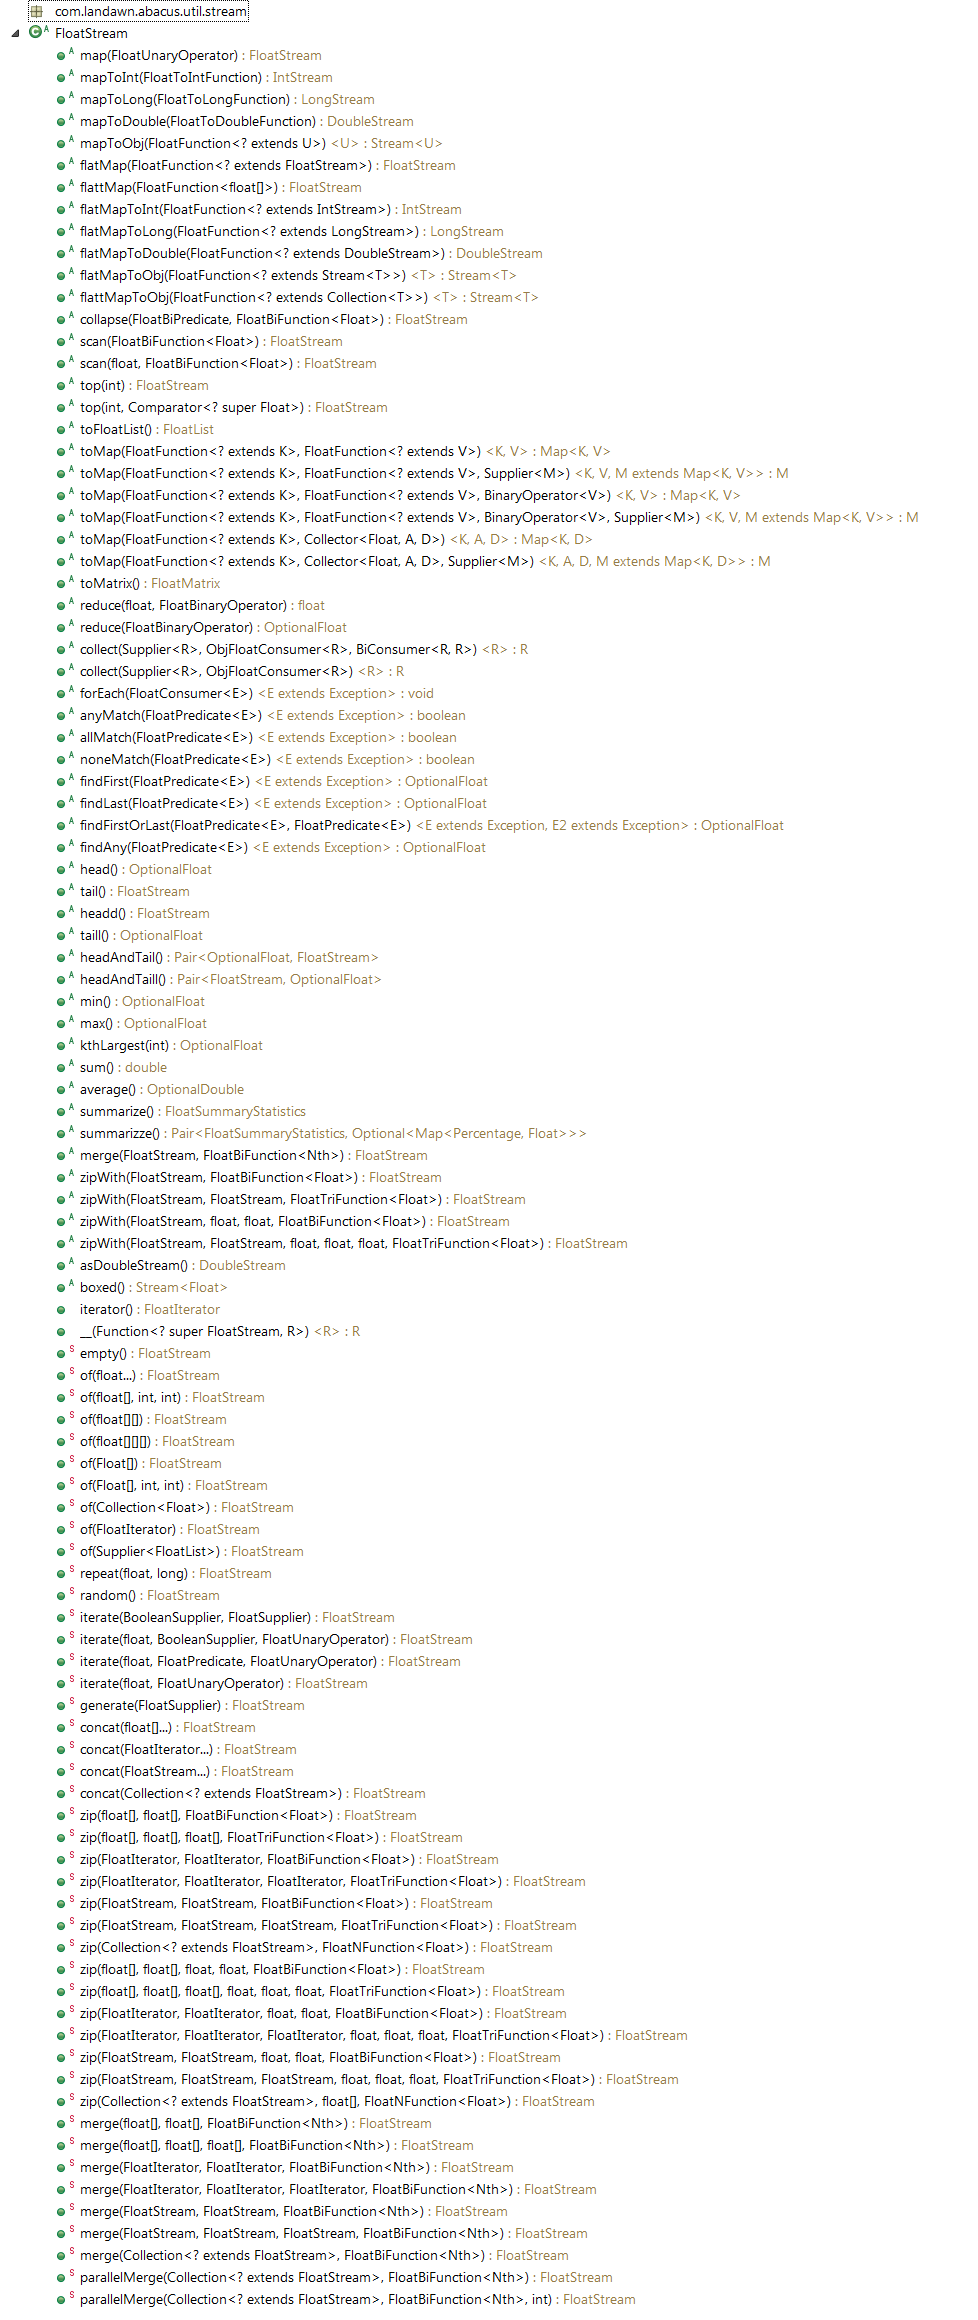 com.landawn.abacus.util.stream
FloatStream
map(FloatUnaryOperator) : FloatStream
mapToInt(FloatToIntFunction) : IntStream
mapToLong(FloatToLongFunction) : LongStream
mapToDouble(FloatToDoubleFunction) : DoubleStream
mapToObj(FloatFunction<? extends U>) <U> : Stream<U>
flatMap(FloatFunction<? extends FloatStream>) : FloatStream
flattMap(FloatFunction<float[]>) : FloatStream
flatMapToInt(FloatFunction<? extends IntStream>) : IntStream
flatMapToLong(FloatFunction<? extends LongStream>) : LongStream
flatMapToDouble(FloatFunction<? extends DoubleStream>) : DoubleStream
flatMapToObj(FloatFunction<? extends Stream<T>>) <T> : Stream<T>
flattMapToObj(FloatFunction<? extends Collection<T>>) <T> : Stream<T>
collapse(FloatBiPredicate, FloatBiFunction<Float>) : FloatStream
scan(FloatBiFunction<Float>) : FloatStream
scan(float, FloatBiFunction<Float>) : FloatStream
top(int) : FloatStream
top(int, Comparator<? super Float>) : FloatStream
toFloatList() : FloatList
toMap(FloatFunction<? extends K>, FloatFunction<? extends V>) <K, V> : Map<K, V>
toMap(FloatFunction<? extends K>, FloatFunction<? extends V>, Supplier<M>) <K, V, M extends Map<K, V>> : M
toMap(FloatFunction<? extends K>, FloatFunction<? extends V>, BinaryOperator<V>) <K, V> : Map<K, V>
toMap(FloatFunction<? extends K>, FloatFunction<? extends V>, BinaryOperator<V>, Supplier<M>) <K, V, M extends Map<K, V>> : M
toMap(FloatFunction<? extends K>, Collector<Float, A, D>) <K, A, D> : Map<K, D>
toMap(FloatFunction<? extends K>, Collector<Float, A, D>, Supplier<M>) <K, A, D, M extends Map<K, D>> : M
toMatrix() : FloatMatrix
reduce(float, FloatBinaryOperator) : float
reduce(FloatBinaryOperator) : OptionalFloat
collect(Supplier<R>, ObjFloatConsumer<R>, BiConsumer<R, R>) <R> : R
collect(Supplier<R>, ObjFloatConsumer<R>) <R> : R
forEach(FloatConsumer<E>) <E extends Exception> : void
anyMatch(FloatPredicate<E>) <E extends Exception> : boolean
allMatch(FloatPredicate<E>) <E extends Exception> : boolean
noneMatch(FloatPredicate<E>) <E extends Exception> : boolean
findFirst(FloatPredicate<E>) <E extends Exception> : OptionalFloat
findLast(FloatPredicate<E>) <E extends Exception> : OptionalFloat
findFirstOrLast(FloatPredicate<E>, FloatPredicate<E>) <E extends Exception, E2 extends Exception> : OptionalFloat
findAny(FloatPredicate<E>) <E extends Exception> : OptionalFloat
head() : OptionalFloat
tail() : FloatStream
headd() : FloatStream
taill() : OptionalFloat
headAndTail() : Pair<OptionalFloat, FloatStream>
headAndTaill() : Pair<FloatStream, OptionalFloat>
min() : OptionalFloat
max() : OptionalFloat
kthLargest(int) : OptionalFloat
sum() : double
average() : OptionalDouble
summarize() : FloatSummaryStatistics
summarizze() : Pair<FloatSummaryStatistics, Optional<Map<Percentage, Float>>>
merge(FloatStream, FloatBiFunction<Nth>) : FloatStream
zipWith(FloatStream, FloatBiFunction<Float>) : FloatStream
zipWith(FloatStream, FloatStream, FloatTriFunction<Float>) : FloatStream
zipWith(FloatStream, float, float, FloatBiFunction<Float>) : FloatStream
zipWith(FloatStream, FloatStream, float, float, float, FloatTriFunction<Float>) : FloatStream
asDoubleStream() : DoubleStream
boxed() : Stream<Float>
iterator() : FloatIterator
__(Function<? super FloatStream, R>) <R> : R
empty() : FloatStream
of(float...) : FloatStream
of(float[], int, int) : FloatStream
of(float[][]) : FloatStream
of(float[][][]) : FloatStream
of(Float[]) : FloatStream
of(Float[], int, int) : FloatStream
of(Collection<Float>) : FloatStream
of(FloatIterator) : FloatStream
of(Supplier<FloatList>) : FloatStream
repeat(float, long) : FloatStream
random() : FloatStream
iterate(BooleanSupplier, FloatSupplier) : FloatStream
iterate(float, BooleanSupplier, FloatUnaryOperator) : FloatStream
iterate(float, FloatPredicate, FloatUnaryOperator) : FloatStream
iterate(float, FloatUnaryOperator) : FloatStream
generate(FloatSupplier) : FloatStream
concat(float[]...) : FloatStream
concat(FloatIterator...) : FloatStream
concat(FloatStream...) : FloatStream
concat(Collection<? extends FloatStream>) : FloatStream
zip(float[], float[], FloatBiFunction<Float>) : FloatStream
zip(float[], float[], float[], FloatTriFunction<Float>) : FloatStream
zip(FloatIterator, FloatIterator, FloatBiFunction<Float>) : FloatStream
zip(FloatIterator, FloatIterator, FloatIterator, FloatTriFunction<Float>) : FloatStream
zip(FloatStream, FloatStream, FloatBiFunction<Float>) : FloatStream
zip(FloatStream, FloatStream, FloatStream, FloatTriFunction<Float>) : FloatStream
zip(Collection<? extends FloatStream>, FloatNFunction<Float>) : FloatStream
zip(float[], float[], float, float, FloatBiFunction<Float>) : FloatStream
zip(float[], float[], float[], float, float, float, FloatTriFunction<Float>) : FloatStream
zip(FloatIterator, FloatIterator, float, float, FloatBiFunction<Float>) : FloatStream
zip(FloatIterator, FloatIterator, FloatIterator, float, float, float, FloatTriFunction<Float>) : FloatStream
zip(FloatStream, FloatStream, float, float, FloatBiFunction<Float>) : FloatStream
zip(FloatStream, FloatStream, FloatStream, float, float, float, FloatTriFunction<Float>) : FloatStream
zip(Collection<? extends FloatStream>, float[], FloatNFunction<Float>) : FloatStream
merge(float[], float[], FloatBiFunction<Nth>) : FloatStream
merge(float[], float[], float[], FloatBiFunction<Nth>) : FloatStream
merge(FloatIterator, FloatIterator, FloatBiFunction<Nth>) : FloatStream
merge(FloatIterator, FloatIterator, FloatIterator, FloatBiFunction<Nth>) : FloatStream
merge(FloatStream, FloatStream, FloatBiFunction<Nth>) : FloatStream
merge(FloatStream, FloatStream, FloatStream, FloatBiFunction<Nth>) : FloatStream
merge(Collection<? extends FloatStream>, FloatBiFunction<Nth>) : FloatStream
parallelMerge(Collection<? extends FloatStream>, FloatBiFunction<Nth>) : FloatStream
parallelMerge(Collection<? extends FloatStream>, FloatBiFunction<Nth>, int) : FloatStream